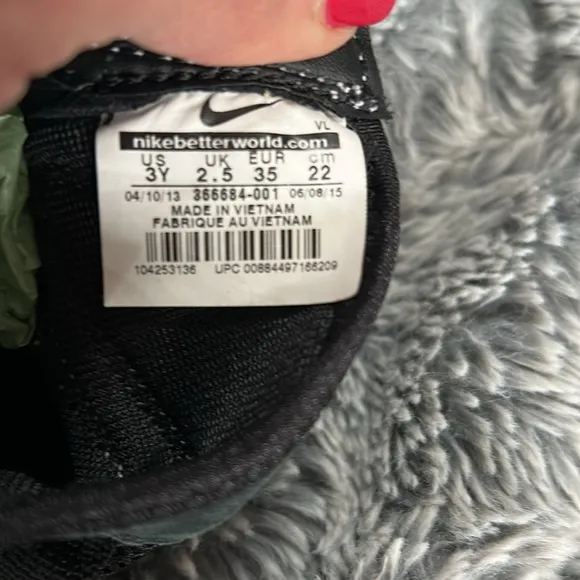 VL
nikebetterworld.com
US UK EUR cm
3Y 2.5 35 22
04/10/13 366684-001 06/08/15
MADE IN VIETNAM
FABRIQUE AU VIETNAM
104253136 UPC 00884497166209